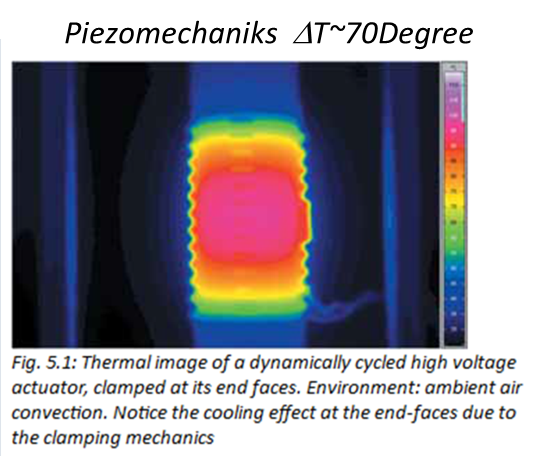 Piezomechaniks ΔT~70Degree
Fig. 5.1: Thermal image of a dynamically cycled high voltage
actuator, clamped at its end faces. Environment: ambient air
convection. Notice the cooling effect at the end-faces due to
the clamping mechanics